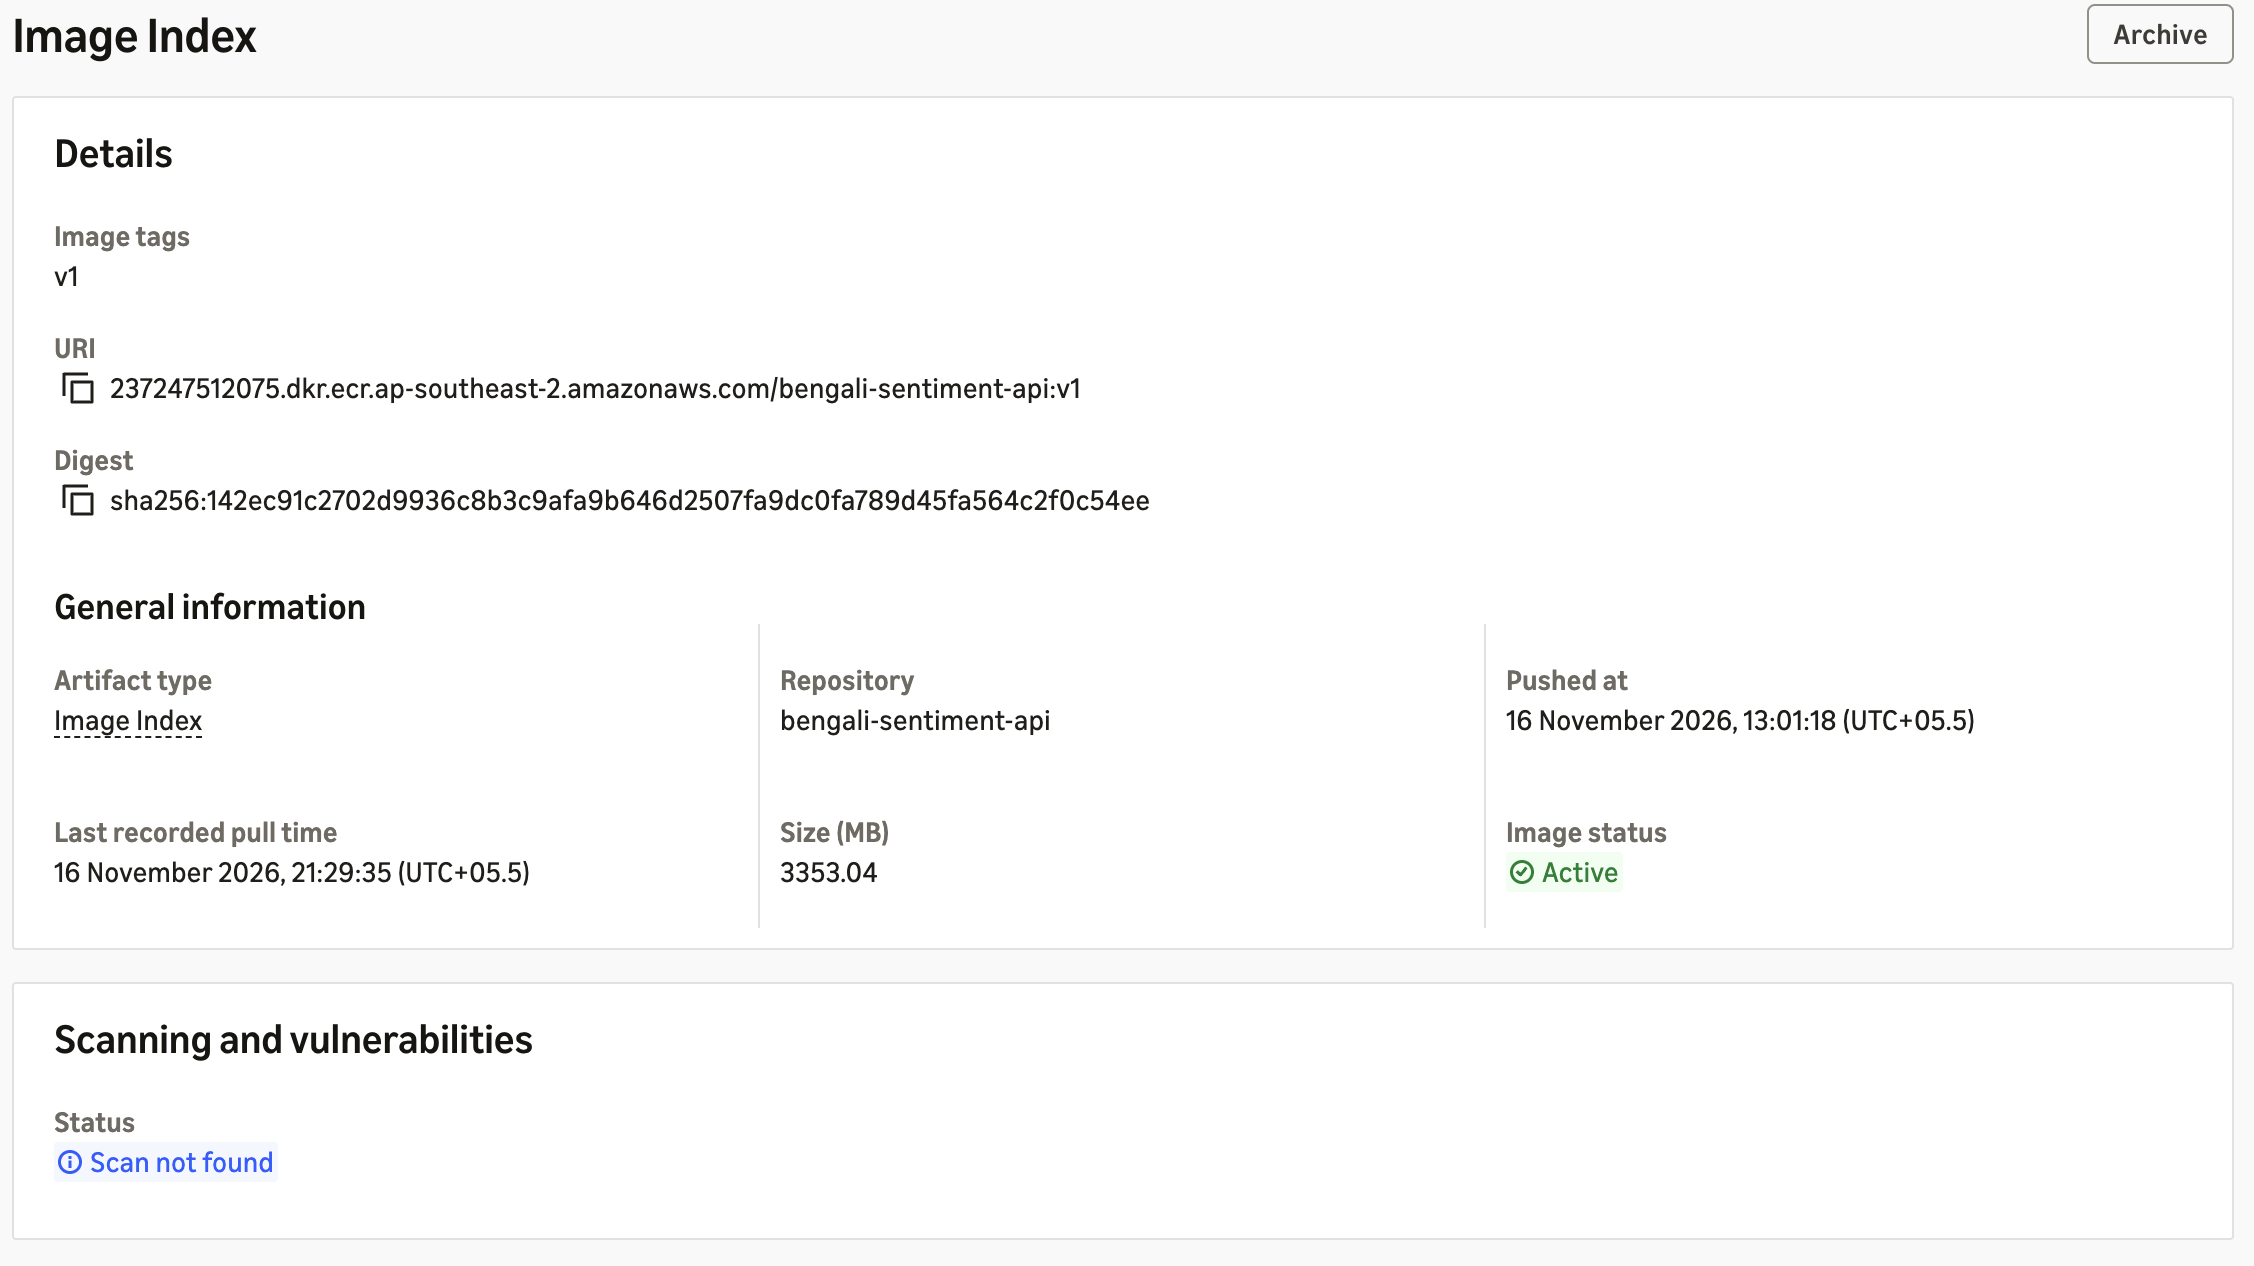 Image Index
Archive
Details
Image tags
v1
URI
237247512075.dkr.ecr.ap-southeast-2.amazonaws.com/bengali-sentiment-api:v1
Digest
sha256:142ec91c2702d9936c8b3c9afa9b646d2507fa9dc0fa789d45fa564c2f0c54ee
General information
Artifact type
Image Index
Repository
bengali-sentiment-api
Pushed at
16 November 2026, 13:01:18 (UTC+05.5)
Last recorded pull time
16 November 2026, 21:29:35 (UTC+05.5)
Size (MB)
3353.04
Image status
Active
Scanning and vulnerabilities
Status
Scan not found